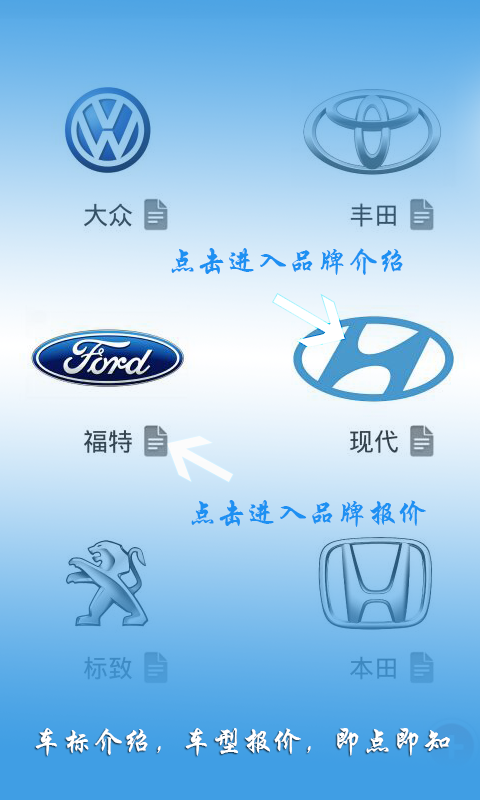 大众 丰田
点击进入品牌介绍
Ford
福特 现代
点击进入品牌报价
标致 本田
车标介绍，车型报价，即点即知